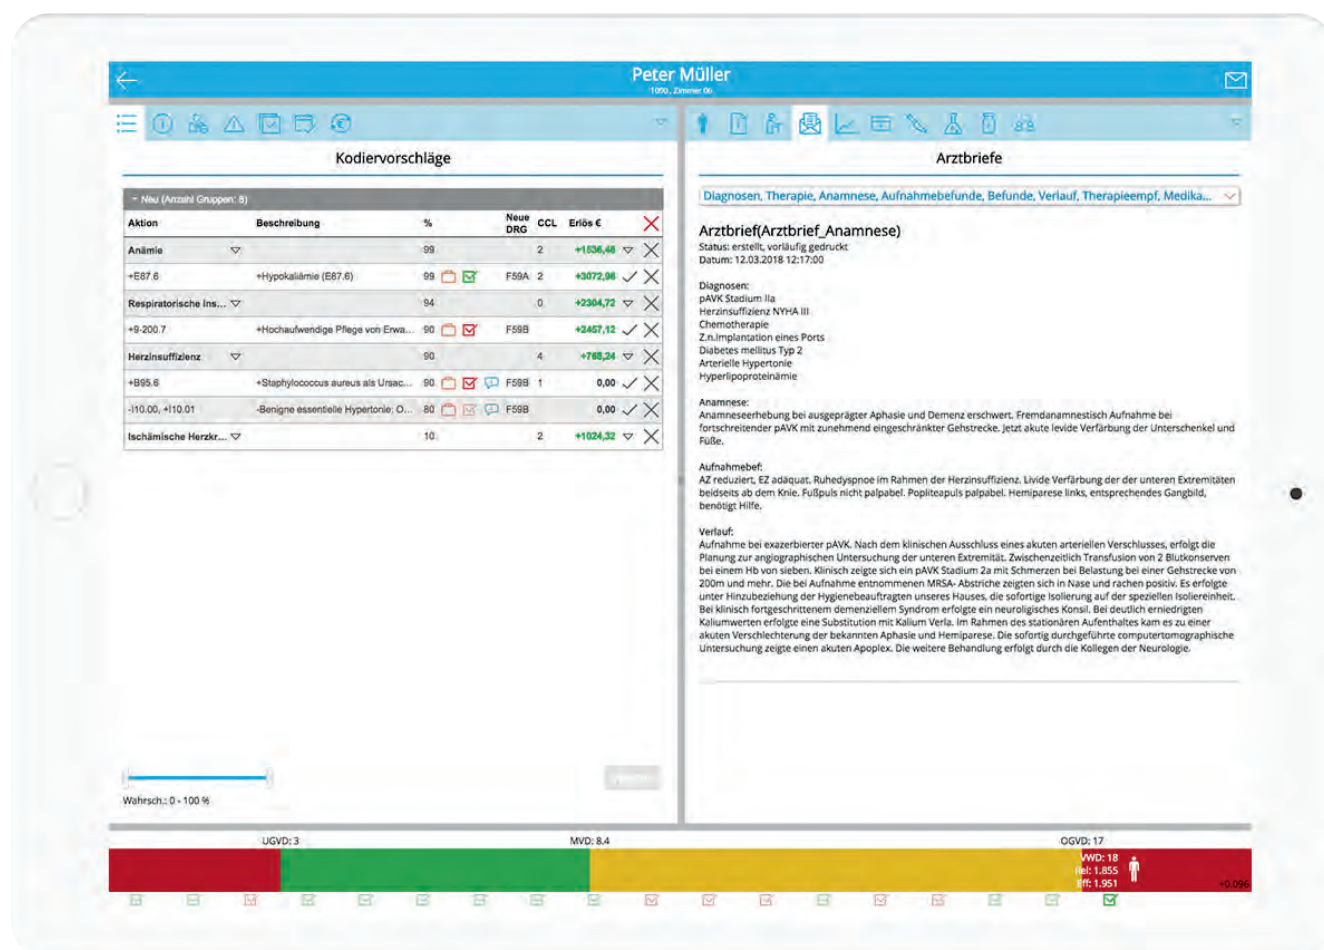 Peter Müller
1090, Zimmer 06
Kodiervorschläge
Neu (Anzahl Gruppen: 8)
Aktion Beschreibung % Neue DRG CCL Erlös €
Anämie 99 2 +1536,48
+E87.6 +Hypokaliämie (E87.6) 99 F59A 2 +3072,96
Respiratorische Ins... 94 0 +2304,72
+9-200.7 +Hochaufwendige Pflege von Erwa... 90 F59B +2457,12
Herzinsuffizienz 90 4 +768,24
+B95.6 +Staphylococcus aureus als Ursac... 90 F59B 1 0,00
-I10.00, +I10.01 -Benigne essentielle Hypertonie: O... 80 F59B 0,00
Ischämische Herzkr... 10 2 +1024,32
Wahrsch.: 0 - 100 %
Arztbriefe
Diagnosen, Therapie, Anamnese, Aufnahmebefunde, Befunde, Verlauf, Therapieempf, Medika...
Arztbrief(Arztbrief_Anamnese)
Status: erstellt, vorläufig gedruckt
Datum: 12.03.2018 12:17:00
Diagnosen:
pAVK Stadium IIa
Herzinsuffizienz NYHA III
Chemotherapie
Z.n.Implantation eines Ports
Diabetes mellitus Typ 2
Arterielle Hypertonie
Hyperlipoproteinämie
Anamnese:
Anamneseerhebung bei ausgeprägter Aphasie und Demenz erschwert. Fremdanamnestisch Aufnahme bei
fortschreitender pAVK mit zunehmend eingeschränkter Gehstrecke. Jetzt akute levide Verfärbung der Unterschenkel und
Füße.
Aufnahmebef:
AZ reduziert, EZ adäquat. Ruhedyspnoe im Rahmen der Herzinsuffizienz. Livide Verfärbung der der unteren Extremitäten
beidseits ab dem Knie. Fußpuls nicht palpabel. Popliteapuls palpabel. Hemiparese links, entsprechendes Gangbild,
benötigt Hilfe.
Verlauf:
Aufnahme bei exazerbierter pAVK. Nach dem klinischen Ausschluss eines akuten arteriellen Verschlusses, erfolgt die
Planung zur angiographischen Untersuchung der unteren Extremität. Zwischenzeitlich Transfusion von 2 Blutkonserven
bei einem Hb von sieben. Klinisch zeigte sich ein pAVK Stadium 2a mit Schmerzen bei Belastung bei einer Gehstrecke von
200m und mehr. Die bei Aufnahme entnommenen MRSA- Abstriche zeigten sich in Nase und rachen positiv. Es erfolgte
unter Hinzubeziehung der Hygienebeauftragten unseres Hauses, die sofortige Isolierung auf der speziellen Isoliereinheit.
Bei klinisch fortgeschrittenem demenziellem Syndrom erfolgte ein neuroligisches Konsil. Bei deutlich erniedrigten
Kaliumwerten erfolgte eine Substitution mit Kalium Verla. Im Rahmen des stationären Aufenthaltes kam es zu einer
akuten Verschlechterung der bekannten Aphasie und Hemiparese. Die sofortig durchgeführte computertomographische
Untersuchung zeigte einen akuten Apoplex. Die weitere Behandlung erfolgt durch die Kollegen der Neurologie.
UGVD: 3 MVD: 8.4 OGVD: 17
VWD: 18
Rel: 1.855
Eff: 1.951
+0.096